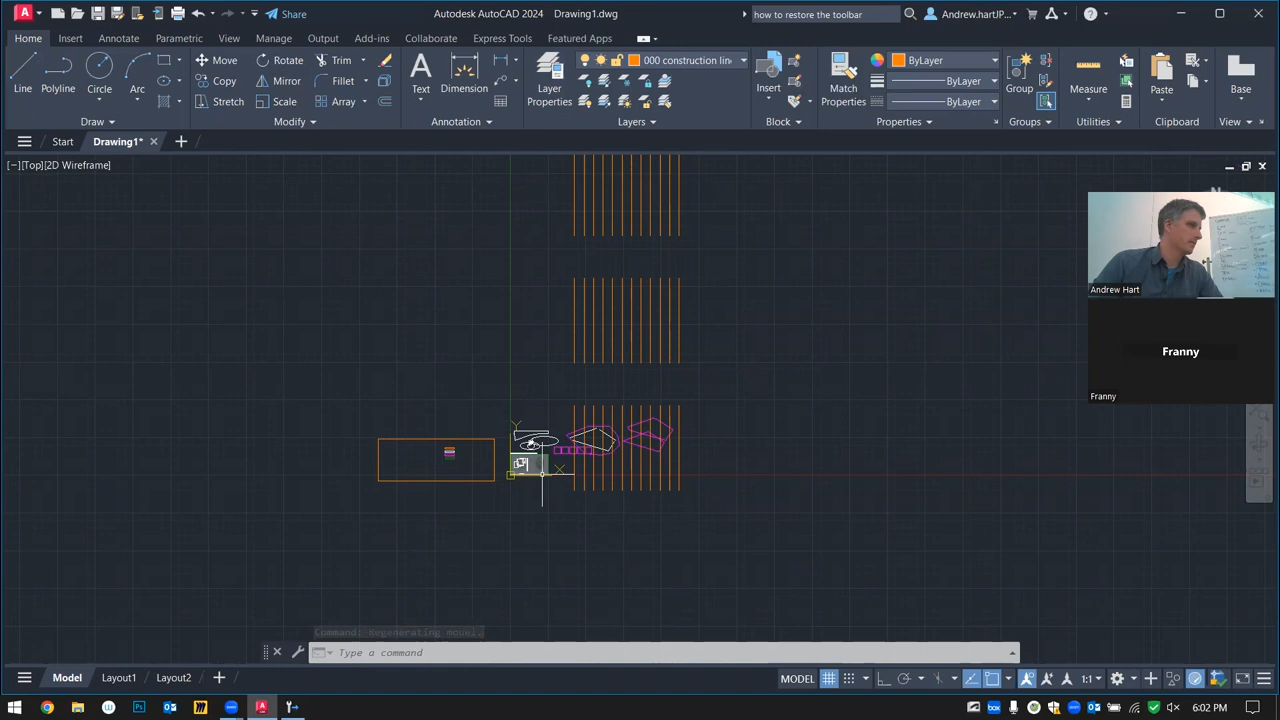 Share
Autodesk AutoCAD 2024 Drawing1.dwg
how to restore the toolbar
Andrew.hartJP...
Home Insert Annotate Parametric View Manage Output Add-ins Collaborate Express Tools Featured Apps
Line Polyline Circle Arc
Move Rotate Trim
Copy Mirror Fillet
Stretch Scale Array
Text Dimension
Layer Properties
000 construction line
Insert
Match Properties
ByLayer
ByLayer
ByLayer
Group Measure Paste Base
Draw Modify Annotation Layers Block Properties Groups Utilities Clipboard View
Start Drawing1*
[−][Top][2D Wireframe]
Andrew Hart
Franny
Franny
Y
X
Command: Regenerating model.
Type a command
Model Layout1 Layout2
MODEL
1:1
6:02 PM